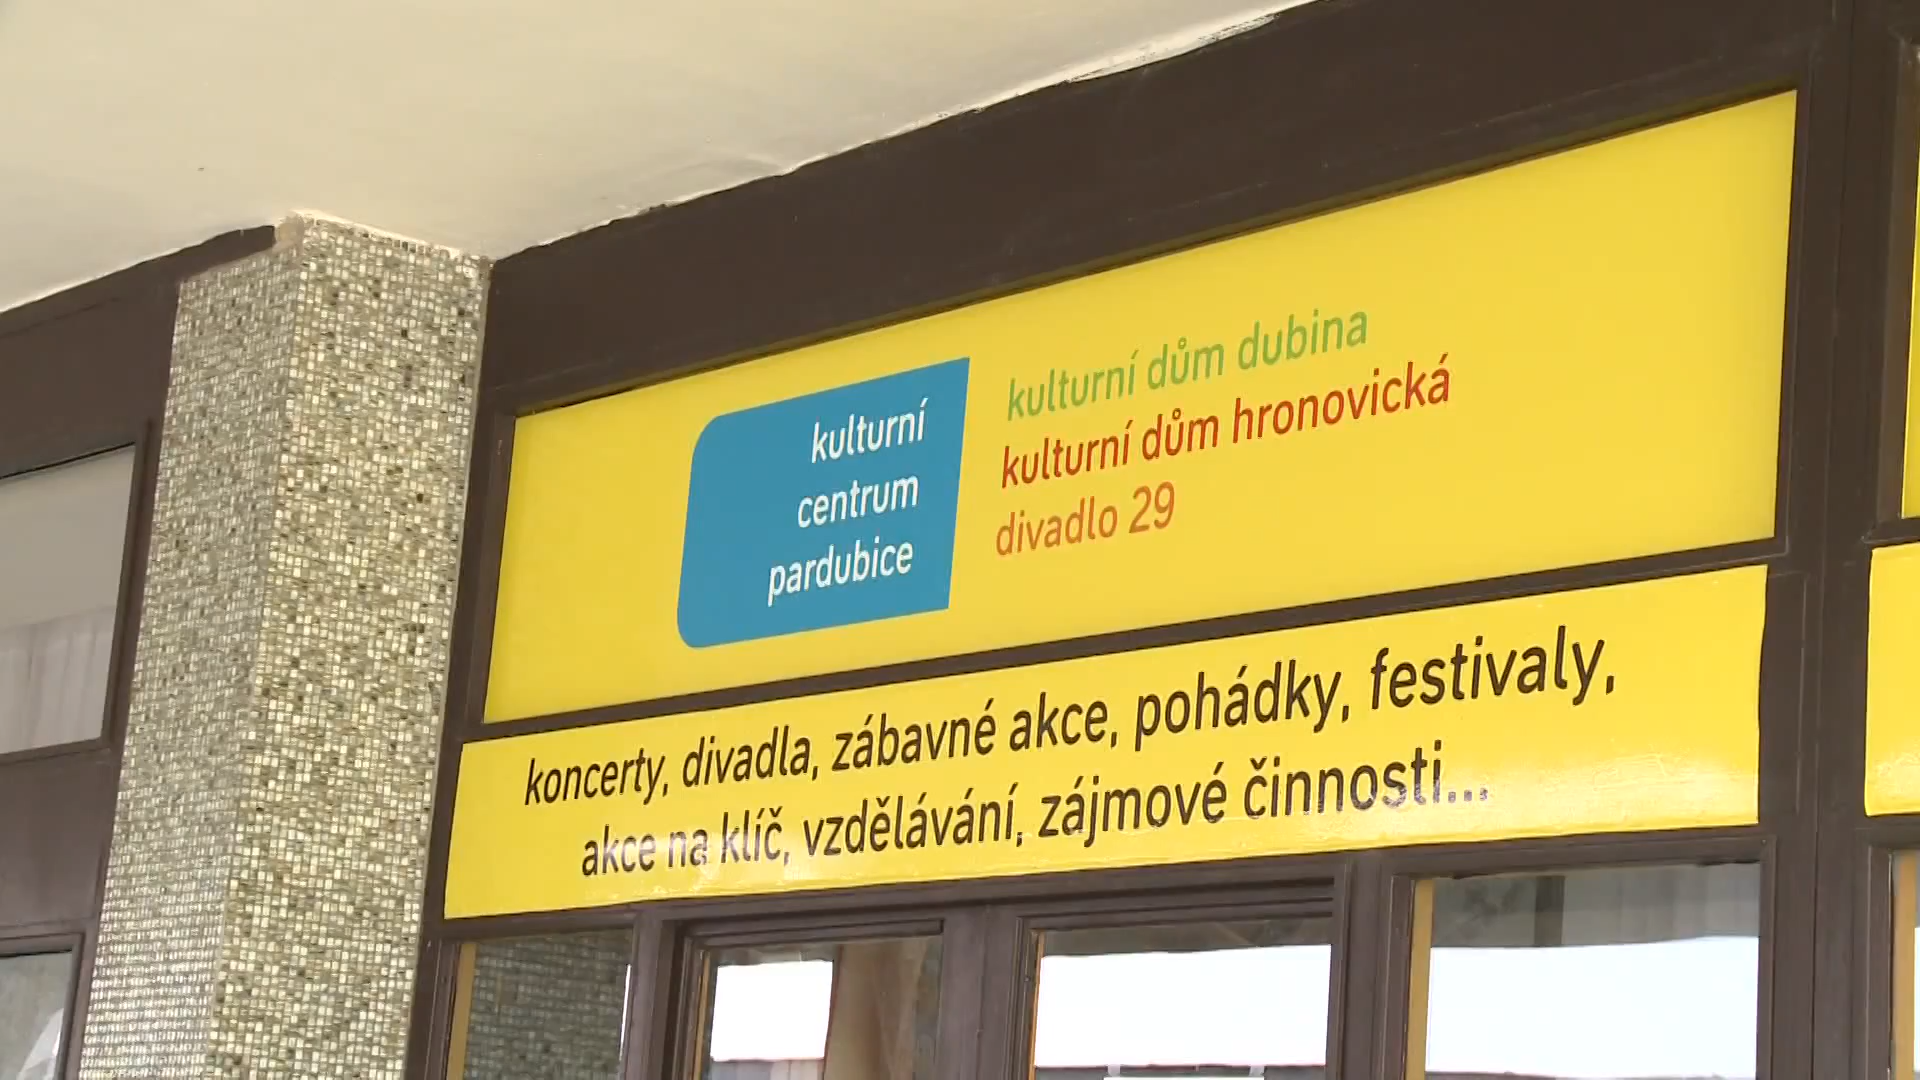 kulturní
centrum
pardubice
kulturní dům dubina
kulturní dům hronovická
divadlo 29
koncerty, divadla, zábavné akce, pohádky, festivaly,
akce na klíč, vzdělávání, zájmové činnosti...